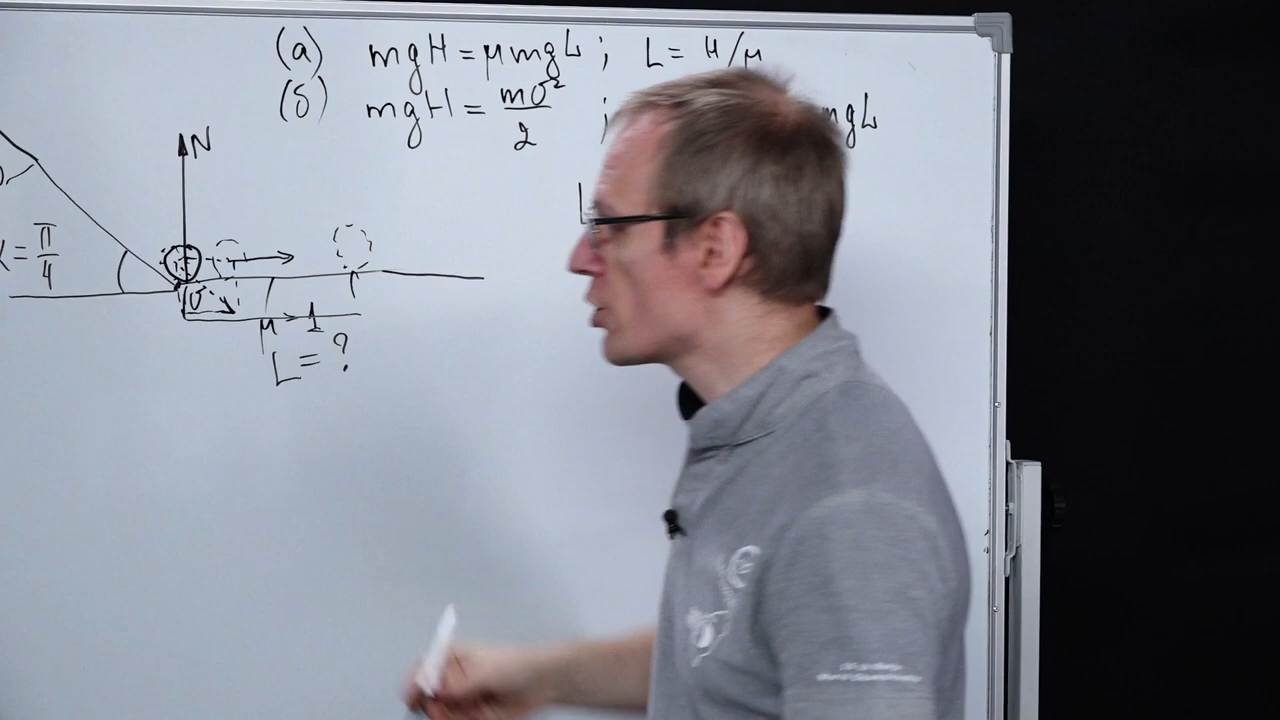 (а) mgH = μmgL ; L = H/μ
(б) mgH = mυ²/2 ; mgL
N
L
α = π/4
υ
μ 1
L = ?